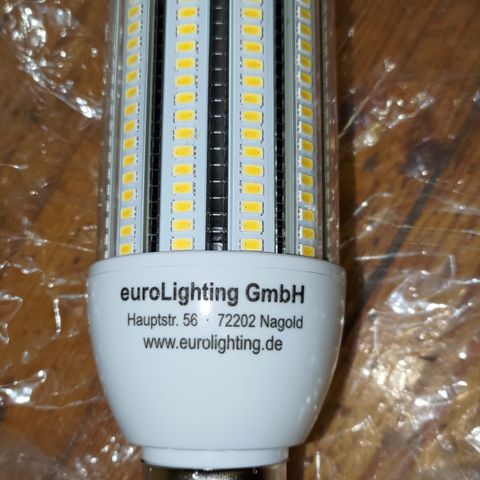 euroLighting GmbH
Hauptstr. 56 · 72202 Nagold
www.eurolighting.de